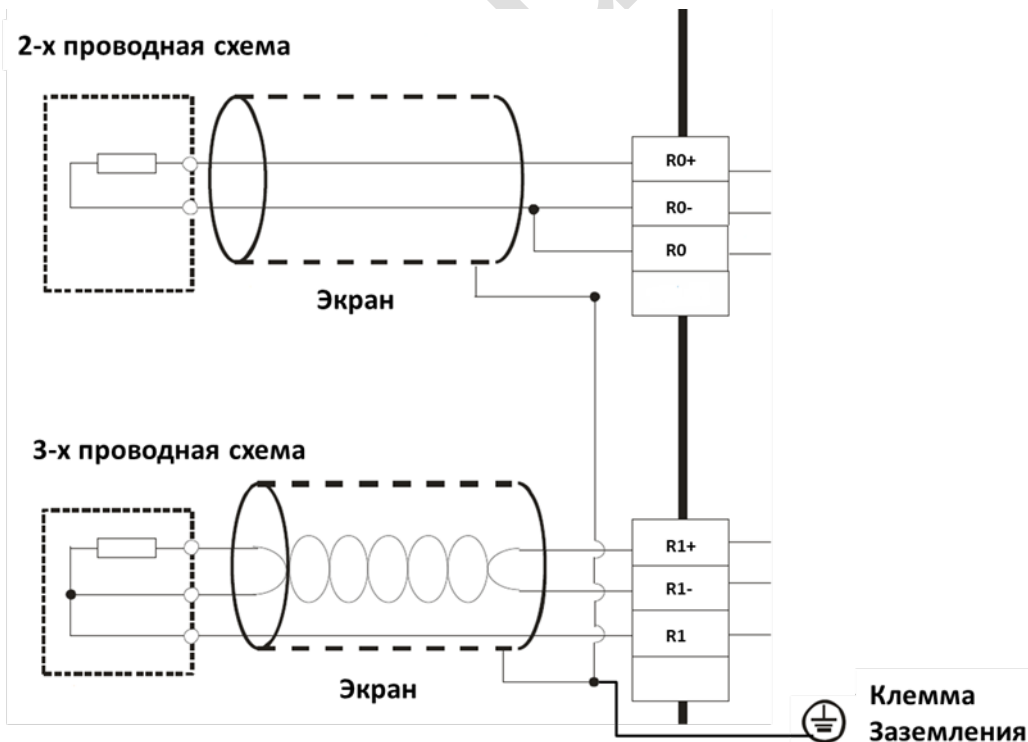 2-х проводная схема
R0+
R0-
R0
Экран
3-х проводная схема
R1+
R1-
R1
Экран
Клемма
Заземления